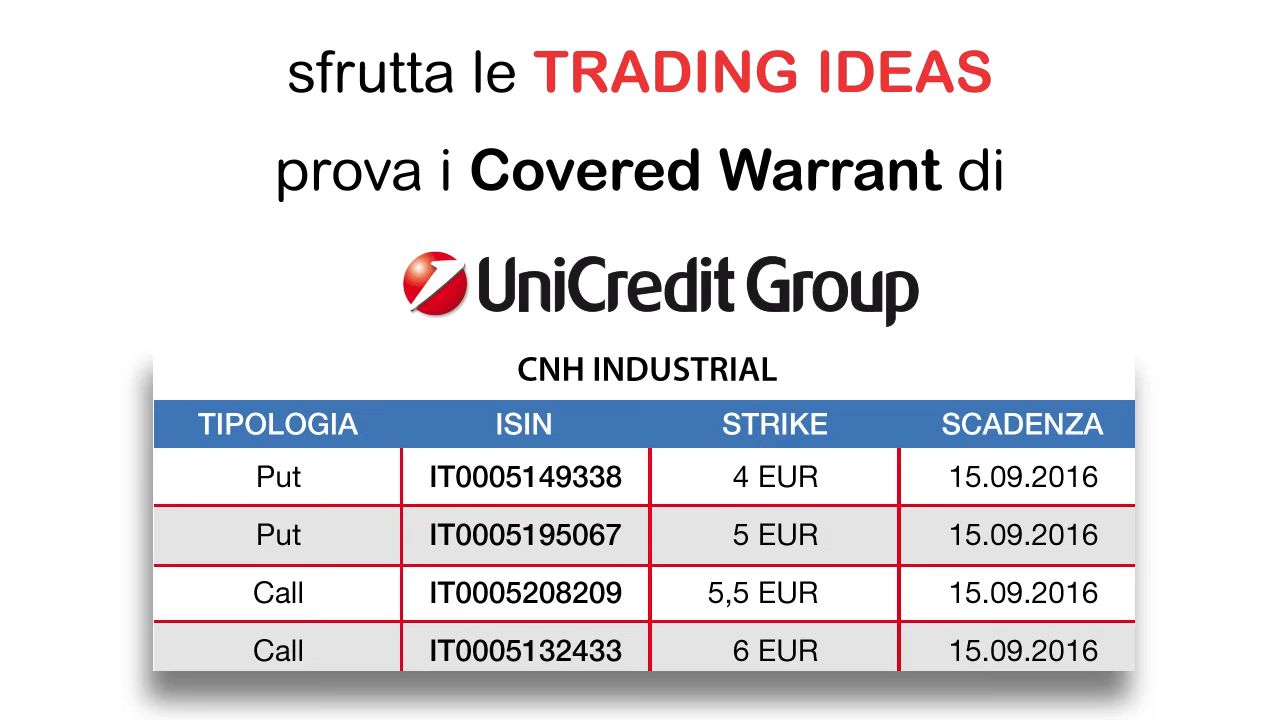 sfrutta le TRADING IDEAS
prova i Covered Warrant di
UniCredit Group
CNH INDUSTRIAL
TIPOLOGIA ISIN STRIKE SCADENZA
Put IT0005149338 4 EUR 15.09.2016
Put IT0005195067 5 EUR 15.09.2016
Call IT0005208209 5,5 EUR 15.09.2016
Call IT0005132433 6 EUR 15.09.2016